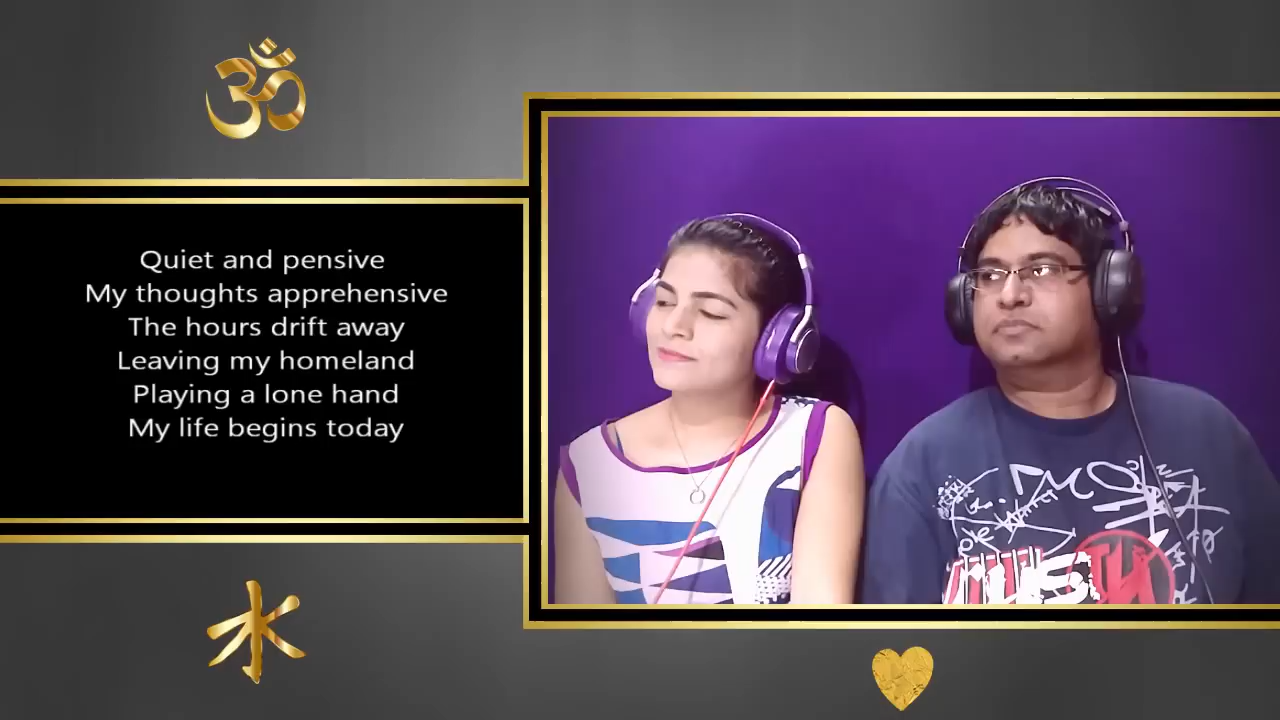 ॐ
Quiet and pensive
My thoughts apprehensive
The hours drift away
Leaving my homeland
Playing a lone hand
My life begins today